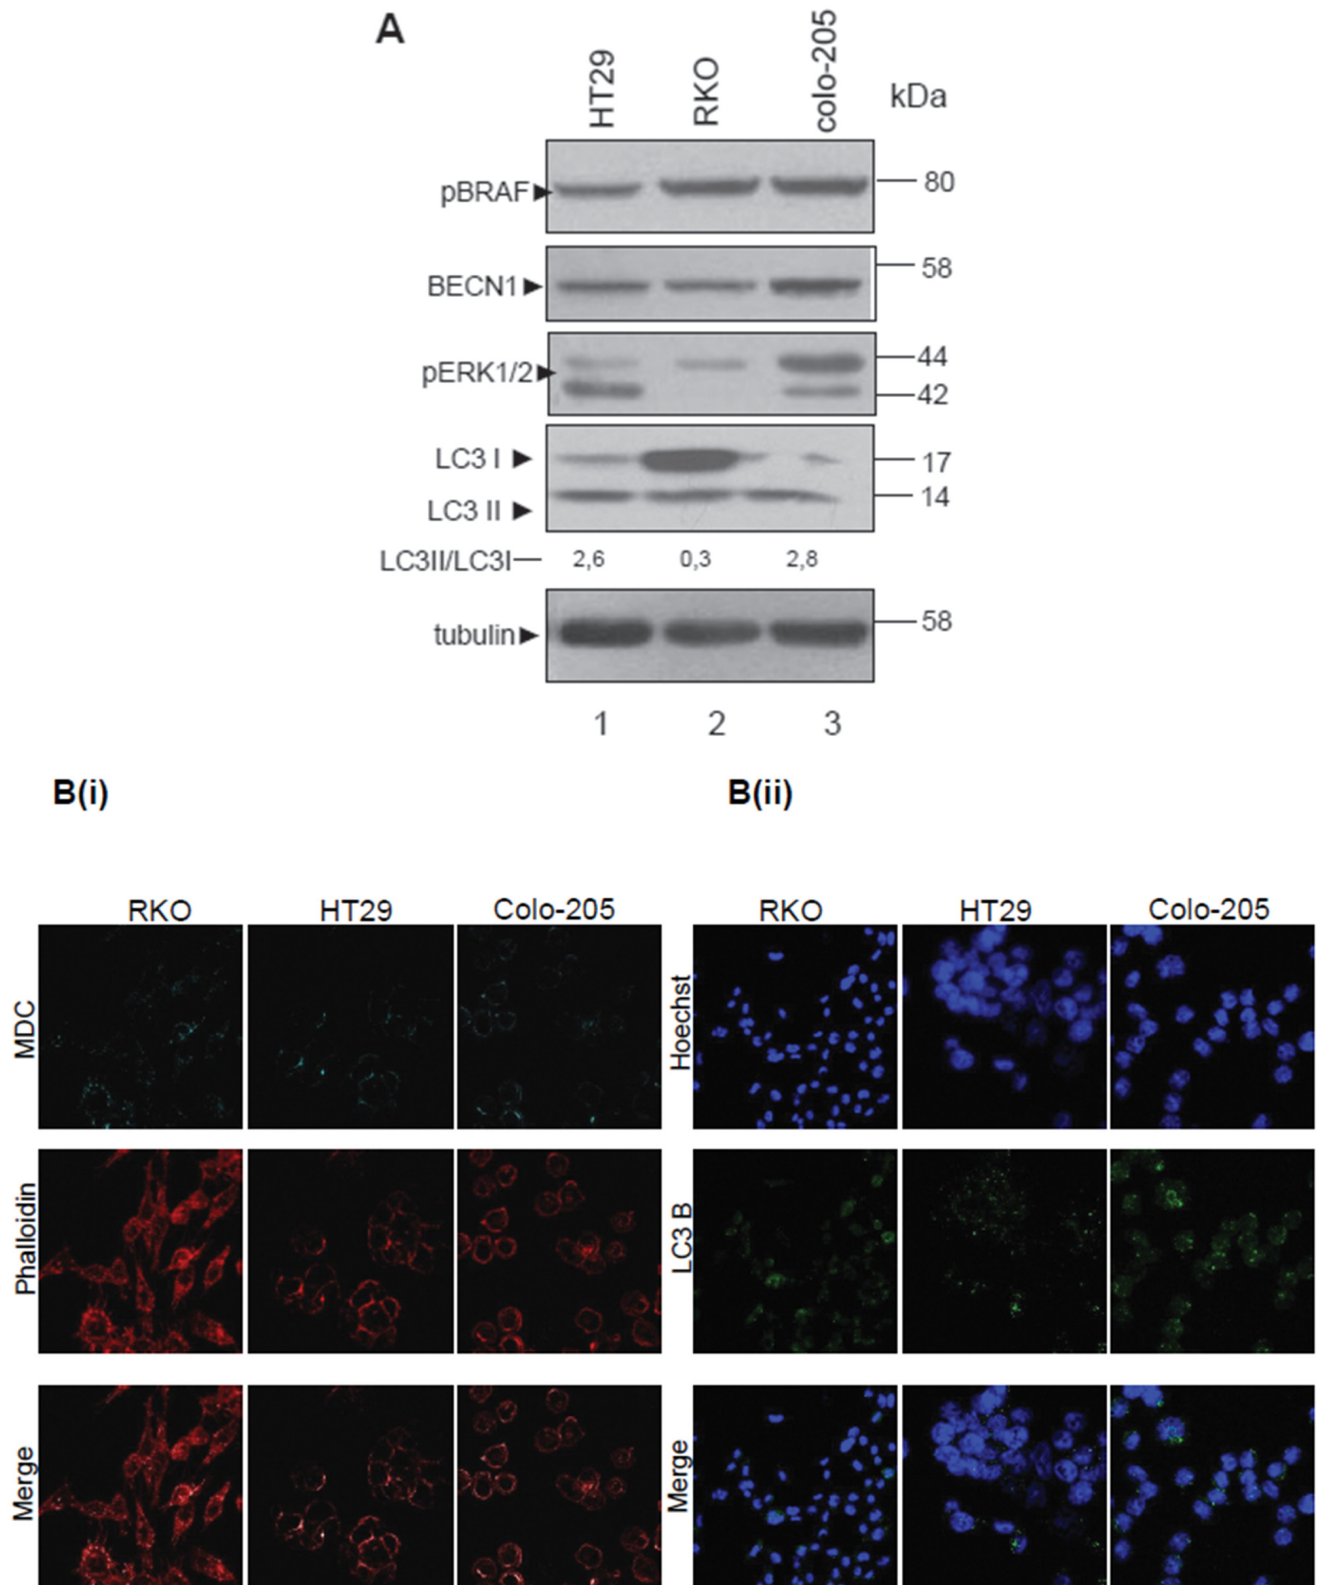 A
HT29
RKO
colo-205
kDa
pBRAF
80
BECN1
58
pERK1/2
44
42
LC3 I
17
LC3 II
14
LC3II/LC3I
2,6
0,3
2,8
tubulin
58
1
2
3
B(i)
B(ii)
RKO
HT29
Colo-205
RKO
HT29
Colo-205
MDC
Hoechst
Phalloidin
LC3 B
Merge
Merge